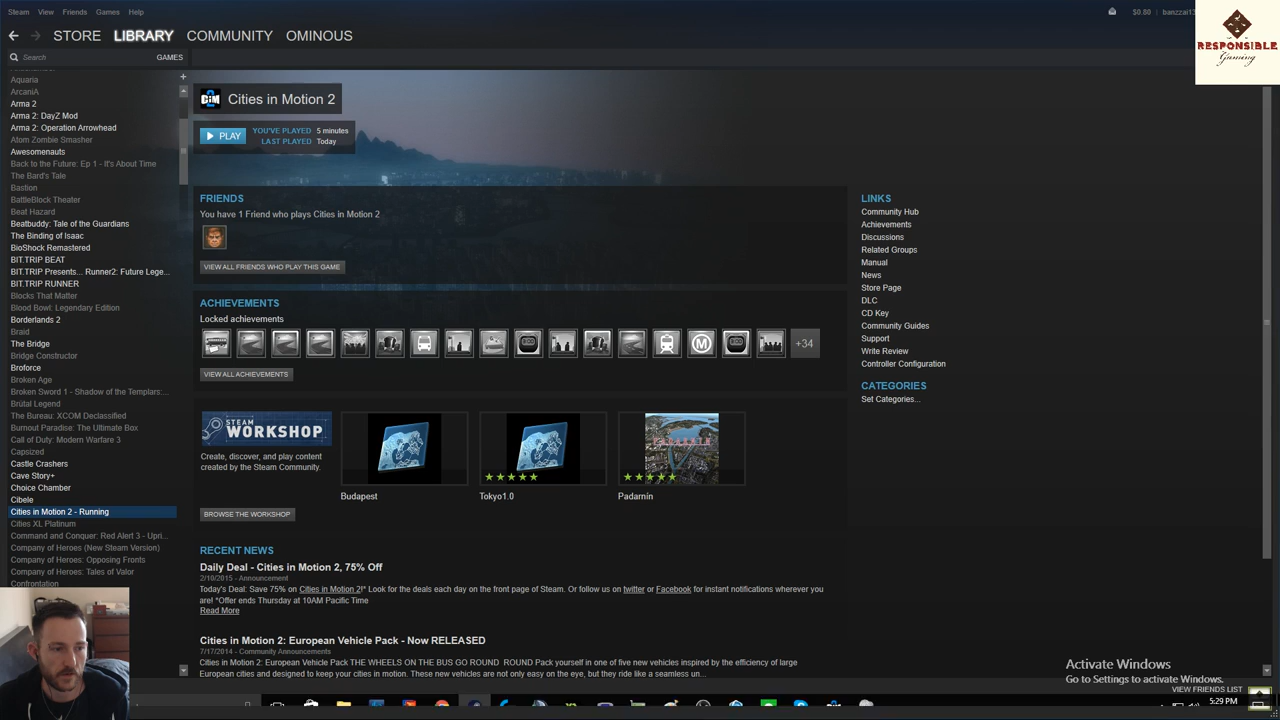 Steam View Friends Games Help
$0.80 banzzai13
STORE LIBRARY COMMUNITY OMINOUS
RESPONSIBLE
Gaming
Search GAMES
Aquaria
ArcaniA
Arma 2
Arma 2: DayZ Mod
Arma 2: Operation Arrowhead
Atom Zombie Smasher
Awesomenauts
Back to the Future: Ep 1 - It's About Time
The Bard's Tale
Bastion
BattleBlock Theater
Beat Hazard
Beatbuddy: Tale of the Guardians
The Binding of Isaac
BioShock Remastered
BIT.TRIP BEAT
BIT.TRIP Presents... Runner2: Future Lege...
BIT.TRIP RUNNER
Blocks That Matter
Blood Bowl: Legendary Edition
Borderlands 2
Braid
The Bridge
Bridge Constructor
Broforce
Broken Age
Broken Sword 1 - Shadow of the Templars:...
Brütal Legend
The Bureau: XCOM Declassified
Burnout Paradise: The Ultimate Box
Call of Duty: Modern Warfare 3
Capsized
Castle Crashers
Cave Story+
Choice Chamber
Cibele
Cities in Motion 2 - Running
Cities XL Platinum
Command and Conquer: Red Alert 3 - Upri...
Company of Heroes (New Steam Version)
Company of Heroes: Opposing Fronts
Company of Heroes: Tales of Valor
Confrontation
Cities in Motion 2
PLAY
YOU'VE PLAYED 5 minutes
LAST PLAYED Today
FRIENDS
You have 1 Friend who plays Cities in Motion 2
VIEW ALL FRIENDS WHO PLAY THIS GAME
ACHIEVEMENTS
Locked achievements
+34
VIEW ALL ACHIEVEMENTS
STEAM
WORKSHOP
Create, discover, and play content
created by the Steam Community.
Budapest
Tokyo1.0
Padarnín
BROWSE THE WORKSHOP
RECENT NEWS
Daily Deal - Cities in Motion 2, 75% Off
2/10/2015 - Announcement
Today's Deal: Save 75% on Cities in Motion 2!* Look for the deals each day on the front page of Steam. Or follow us on twitter or Facebook for instant notifications wherever you
are! *Offer ends Thursday at 10AM Pacific Time
Read More
Cities in Motion 2: European Vehicle Pack - Now RELEASED
7/17/2014 - Community Announcements
Cities in Motion 2: European Vehicle Pack THE WHEELS ON THE BUS GO ROUND ROUND Pack yourself in one of five new vehicles inspired by the efficiency of large
European cities and designed to keep your cities in motion. These new vehicles are not only easy on the eye, but they ride like a seamless un...
LINKS
Community Hub
Achievements
Discussions
Related Groups
Manual
News
Store Page
DLC
CD Key
Community Guides
Support
Write Review
Controller Configuration
CATEGORIES
Set Categories...
Activate Windows
Go to Settings to activate Windows.
VIEW FRIENDS LIST
5:29 PM